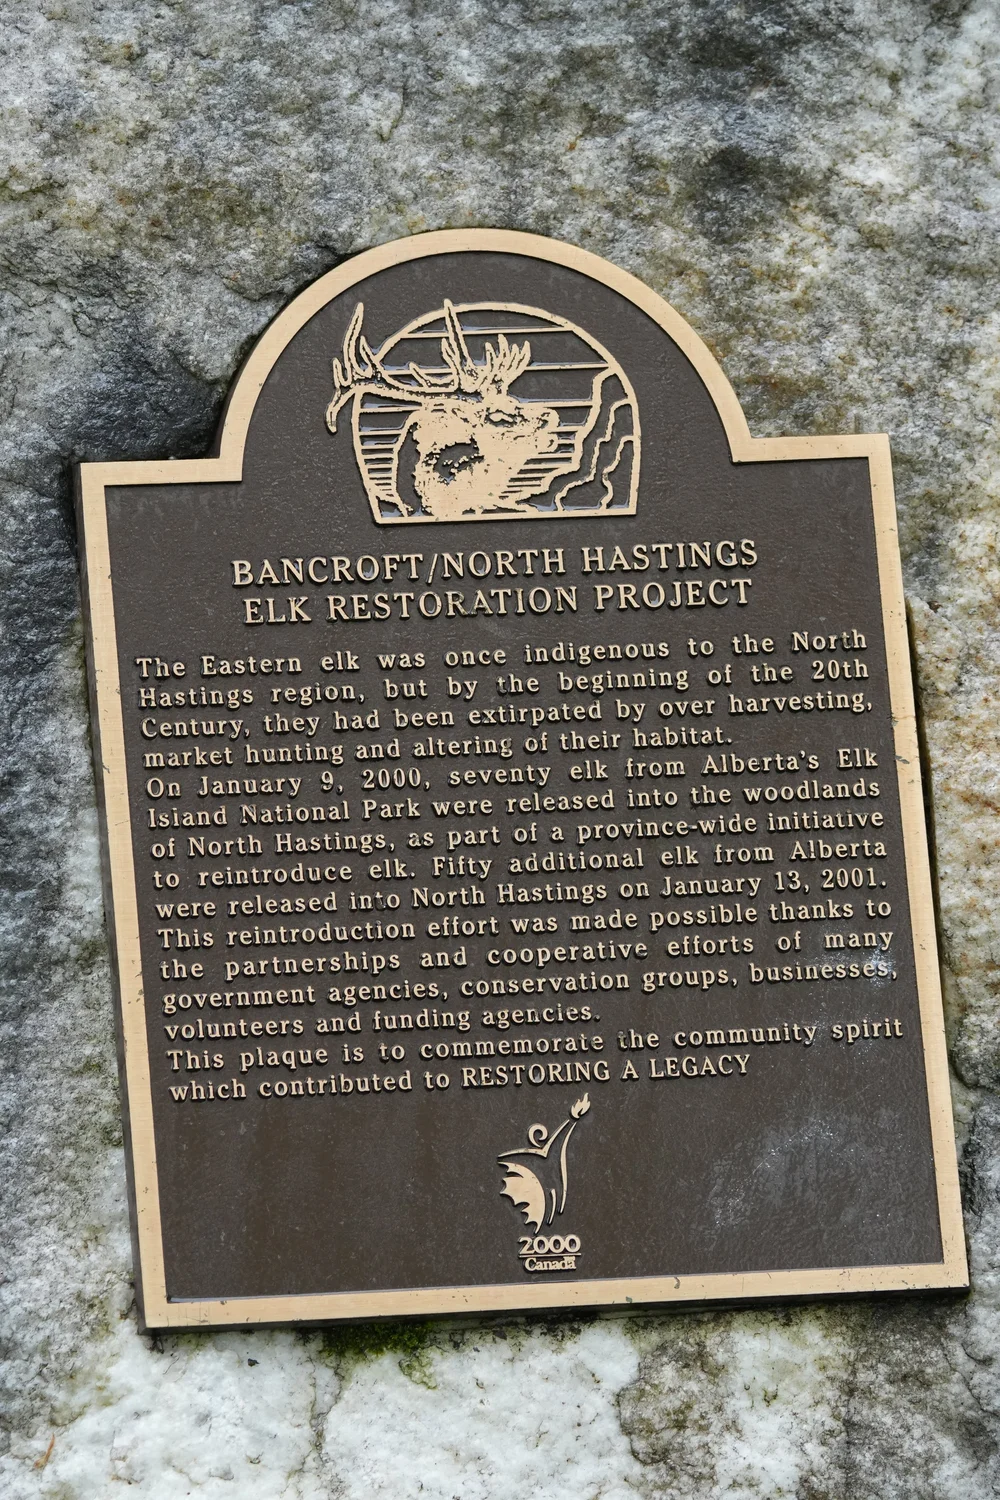 BANCROFT/NORTH HASTINGS
ELK RESTORATION PROJECT
The Eastern elk was once indigenous to the North
Hastings region, but by the beginning of the 20th
Century, they had been extirpated by over harvesting,
market hunting and altering of their habitat.
On January 9, 2000, seventy elk from Alberta's Elk
Island National Park were released into the woodlands
of North Hastings, as part of a province-wide initiative
to reintroduce elk. Fifty additional elk from Alberta
were released into North Hastings on January 13, 2001.
This reintroduction effort was made possible thanks to
the partnerships and cooperative efforts of many
government agencies, conservation groups, businesses,
volunteers and funding agencies.
This plaque is to commemorate the community spirit
which contributed to RESTORING A LEGACY
2000
Canada